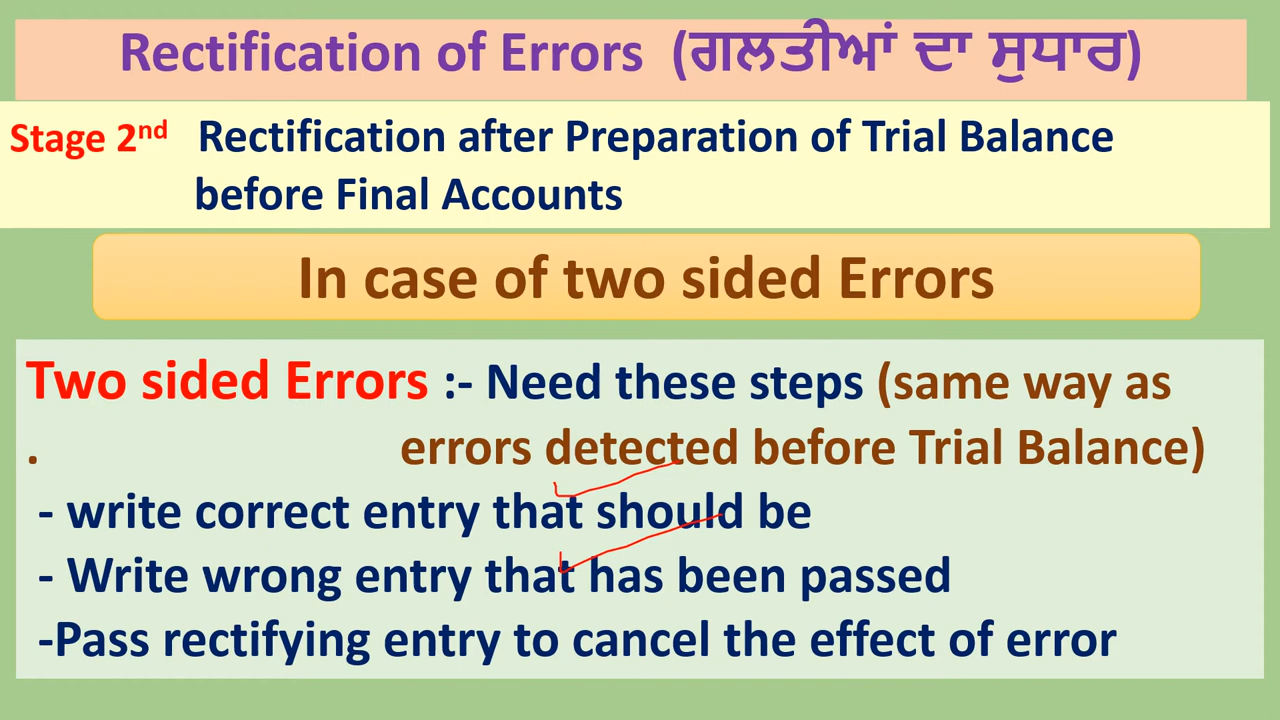 Rectification of Errors (ਗਲਤੀਆਂ ਦਾ ਸੁਧਾਰ)
Stage 2nd Rectification after Preparation of Trial Balance
before Final Accounts
In case of two sided Errors
Two sided Errors :- Need these steps (same way as
. errors detected before Trial Balance)
- write correct entry that should be
- Write wrong entry that has been passed
-Pass rectifying entry to cancel the effect of error